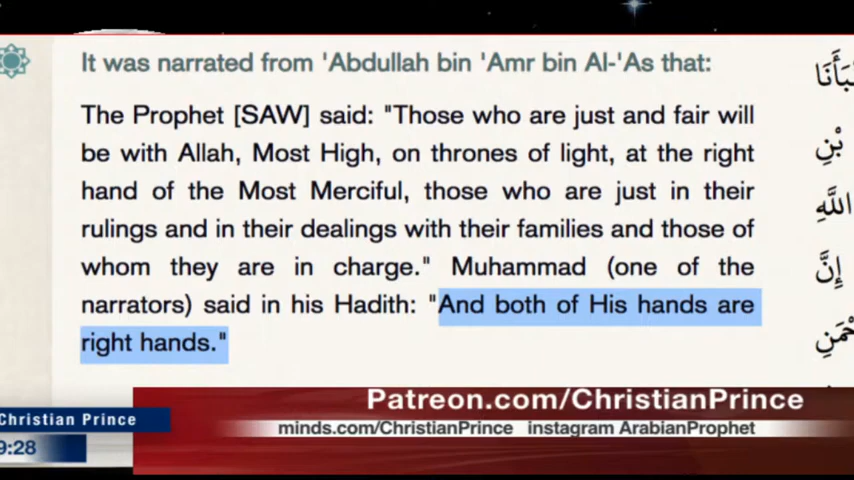 It was narrated from 'Abdullah bin 'Amr bin Al-'As that:
The Prophet [SAW] said: "Those who are just and fair will
be with Allah, Most High, on thrones of light, at the right
hand of the Most Merciful, those who are just in their
rulings and in their dealings with their families and those of
whom they are in charge." Muhammad (one of the
narrators) said in his Hadith: "And both of His hands are
right hands."
بْنِ
اللَّهِ
إِنَّ
Patreon.com/ChristianPrince
Christian Prince
minds.com/ChristianPrince instagram ArabianProphet
9:28